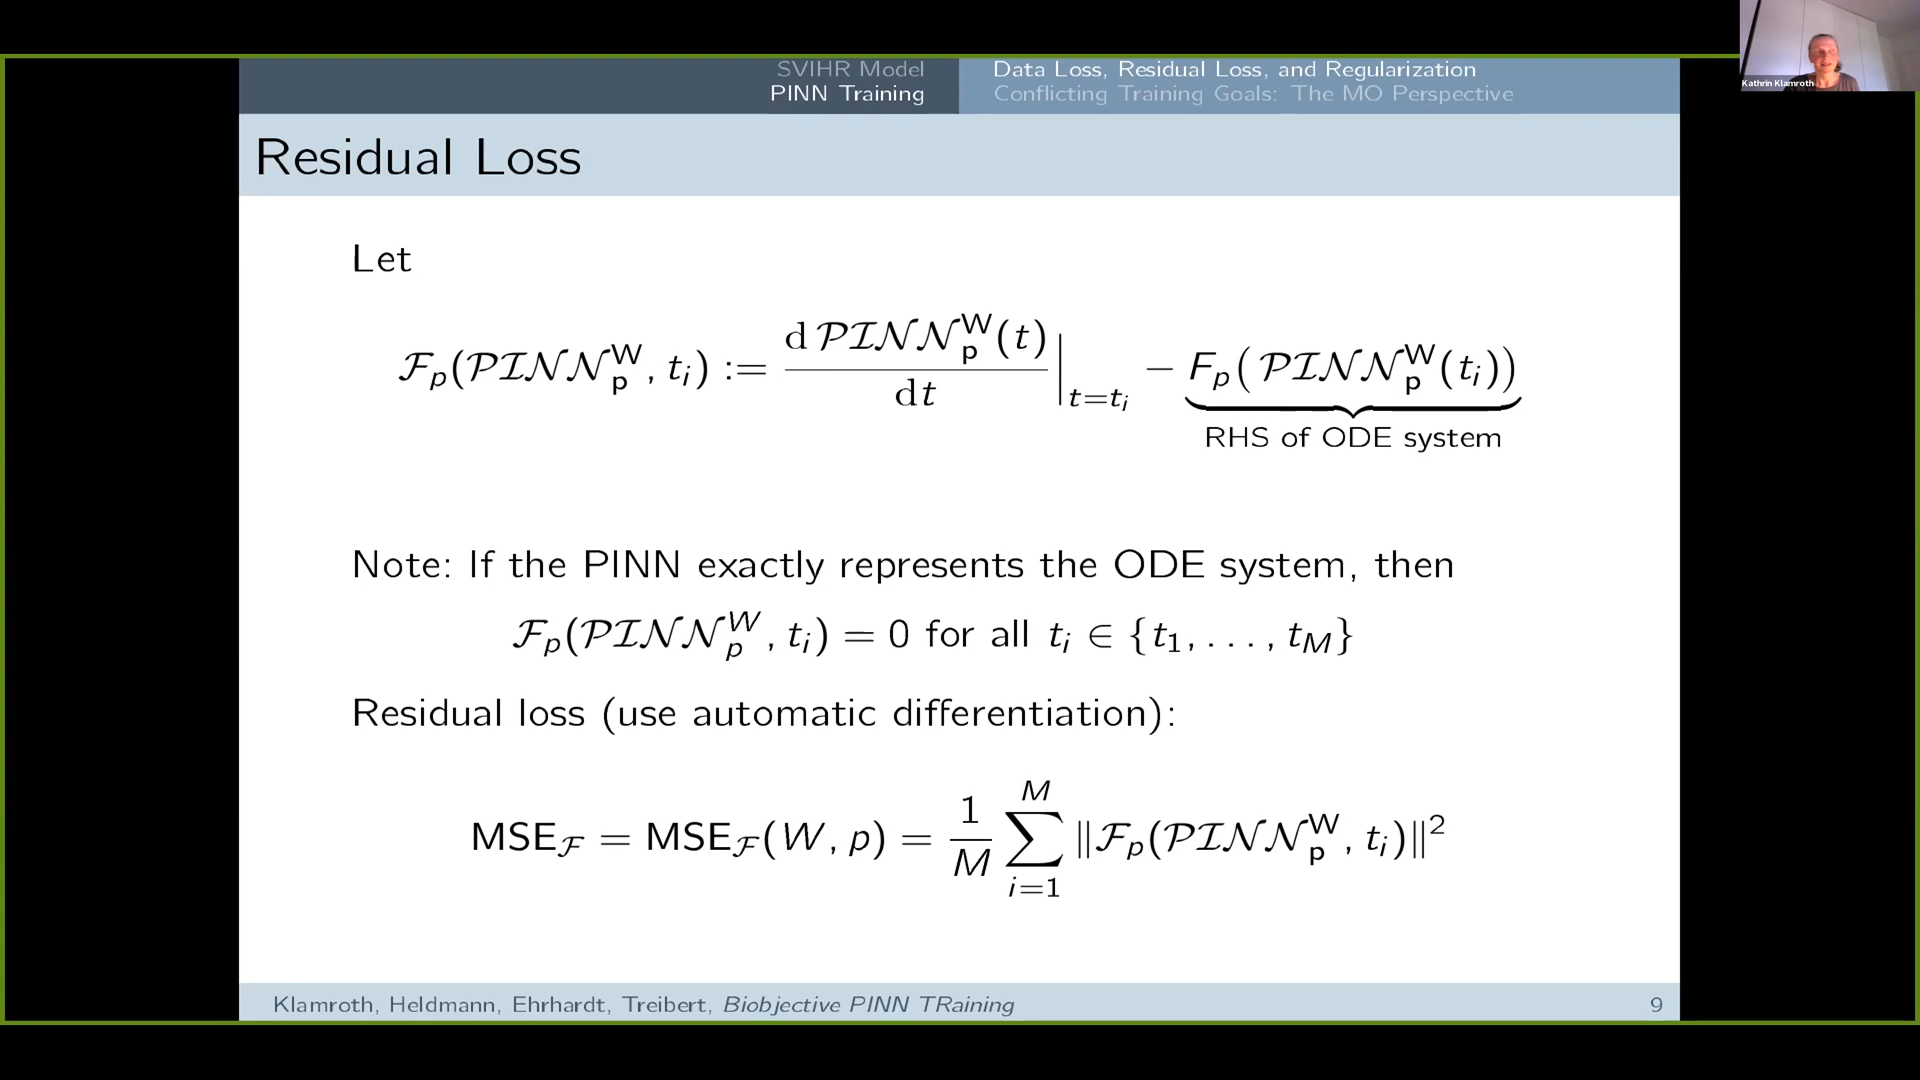 SVIHR Model
PINN Training
Data Loss, Residual Loss, and Regularization
Conflicting Training Goals: The MO Perspective
Kathrin Klamroth
Residual Loss
Let
𝓕_p(𝒫𝓘𝒩𝒩_p^W, t_i) := d 𝒫𝓘𝒩𝒩_p^W(t) / dt |_{t=t_i} − F_p( 𝒫𝓘𝒩𝒩_p^W(t_i))
RHS of ODE system
Note: If the PINN exactly represents the ODE system, then
𝓕_p(𝒫𝓘𝒩𝒩_p^W, t_i) = 0 for all t_i ∈ {t_1, . . . , t_M}
Residual loss (use automatic differentiation):
MSE_𝓕 = MSE_𝓕(W, p) = 1/M ∑_{i=1}^{M} ‖𝓕_p(𝒫𝓘𝒩𝒩_p^W, t_i)‖²
Klamroth, Heldmann, Ehrhardt, Treibert, Biobjective PINN TRaining
9